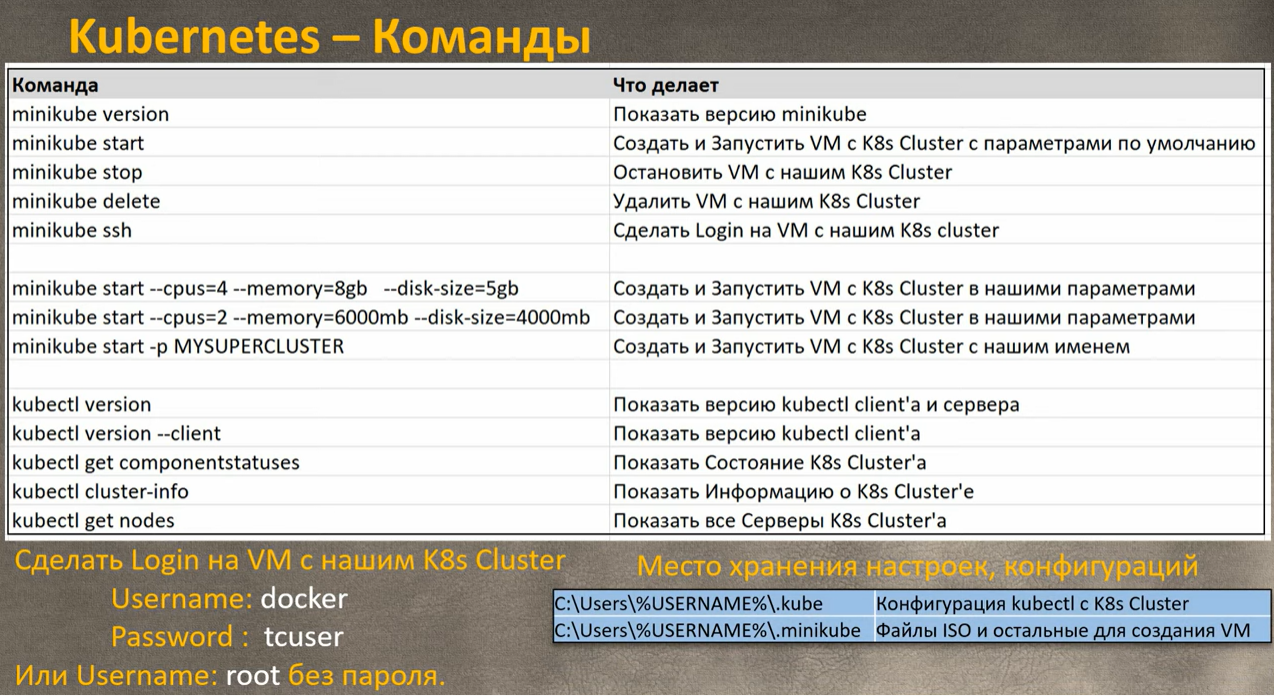 Kubernetes – Команды
Команда Что делает
minikube version Показать версию minikube
minikube start Создать и Запустить VM с K8s Cluster с параметрами по умолчанию
minikube stop Остановить VM с нашим K8s Cluster
minikube delete Удалить VM с нашим K8s Cluster
minikube ssh Сделать Login на VM с нашим K8s cluster
minikube start --cpus=4 --memory=8gb --disk-size=5gb Создать и Запустить VM с K8s Cluster в нашими параметрами
minikube start --cpus=2 --memory=6000mb --disk-size=4000mb Создать и Запустить VM с K8s Cluster в нашими параметрами
minikube start -p MYSUPERCLUSTER Создать и Запустить VM с K8s Cluster с нашим именем
kubectl version Показать версию kubectl client'а и сервера
kubectl version --client Показать версию kubectl client'а
kubectl get componentstatuses Показать Состояние K8s Cluster'а
kubectl cluster-info Показать Информацию о K8s Cluster'е
kubectl get nodes Показать все Серверы K8s Cluster'а
Сделать Login на VM с нашим K8s Cluster
Username: docker
Password : tcuser
Или Username: root без пароля.
Место хранения настроек, конфигураций
C:\Users\%USERNAME%\.kube Конфигурация kubectl с K8s Cluster
C:\Users\%USERNAME%\.minikube Файлы ISO и остальные для создания VM